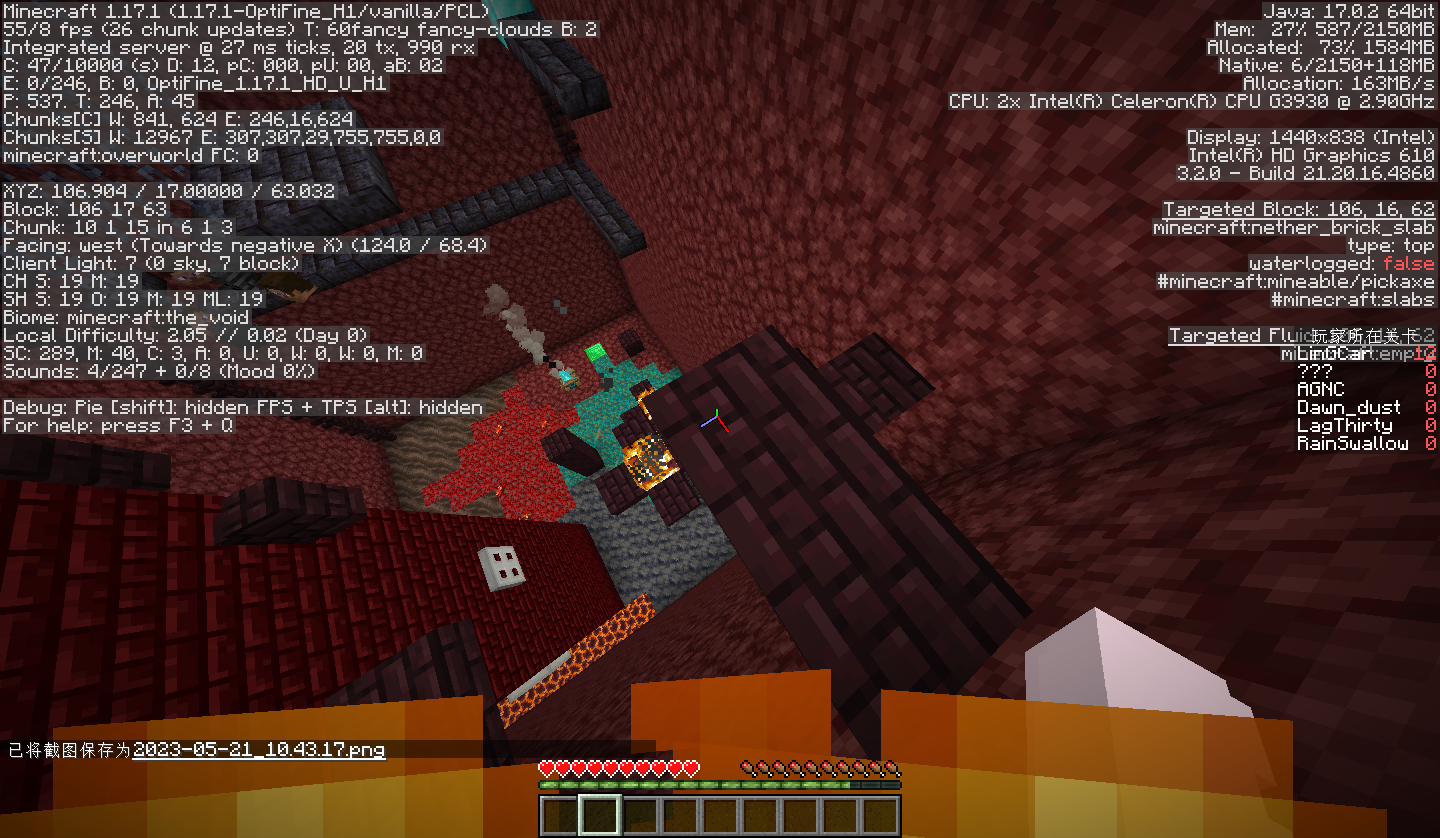 Minecraft 1.17.1 (1.17.1-OptiFine_H1/vanilla/PCL)
55/8 fps (26 chunk updates) T: 60fancy fancy-clouds B: 2
Integrated server @ 27 ms ticks, 20 tx, 990 rx
C: 47/10000 (s) D: 12, pC: 000, pU: 00, aB: 02
E: 0/246, B: 0, OptiFine_1.17.1_HD_U_H1
P: 537. T: 246, A: 45
Chunks[C] W: 841, 624 E: 246,16,624
Chunks[S] W: 12967 E: 307,307,29,755,755,0,0
minecraft:overworld FC: 0
XYZ: 106.904 / 17.00000 / 63.032
Block: 106 17 63
Chunk: 10 1 15 in 6 1 3
Facing: west (Towards negative X) (124.0 / 68.4)
Client Light: 7 (0 sky, 7 block)
CH S: 19 M: 19
SH S: 19 O: 19 M: 19 ML: 19
Biome: minecraft:the_void
Local Difficulty: 2.05 // 0.02 (Day 0)
SC: 289, M: 40, C: 3, A: 0, U: 0, W: 0, W: 0, M: 0
Sounds: 4/247 + 0/8 (Mood 0%)
Debug: Pie [shift]: hidden FPS + TPS [alt]: hidden
For help: press F3 + Q
Java: 17.0.2 64bit
Mem: 27% 587/2150MB
Allocated: 73% 1584MB
Native: 6/2150+118MB
Allocation: 163MB/s
CPU: 2x Intel(R) Celeron(R) CPU G3930 @ 2.90GHz
Display: 1440x838 (Intel)
Intel(R) HD Graphics 610
3.2.0 - Build 21.20.16.4860
Targeted Block: 106, 16, 62
minecraft:nether_brick_slab
type: top
waterlogged: false
#minecraft:mineable/pickaxe
#minecraft:slabs
Targeted
玩家所在关卡
??? 0
AGNC 0
Dawn_dust 0
LagThirty 0
RainSwallow 0
已将截图保存为2023-05-21_10.43.17.png